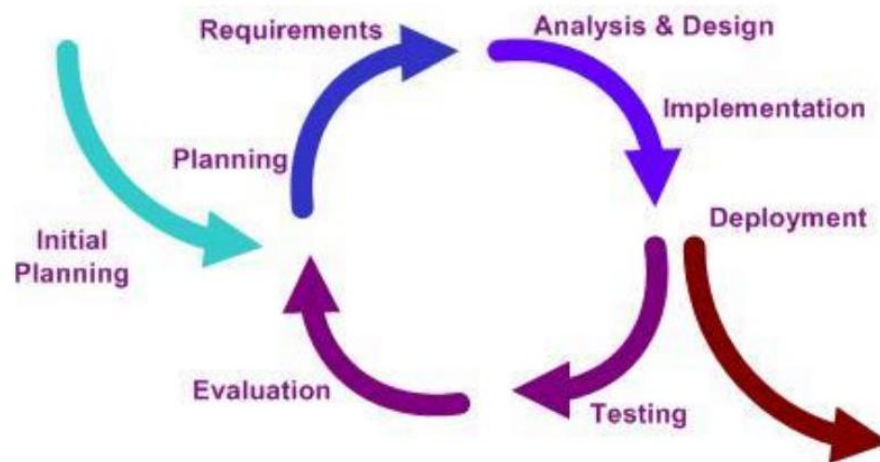 Requirements
Analysis & Design
Implementation
Planning
Deployment
Initial
Planning
Evaluation
Testing